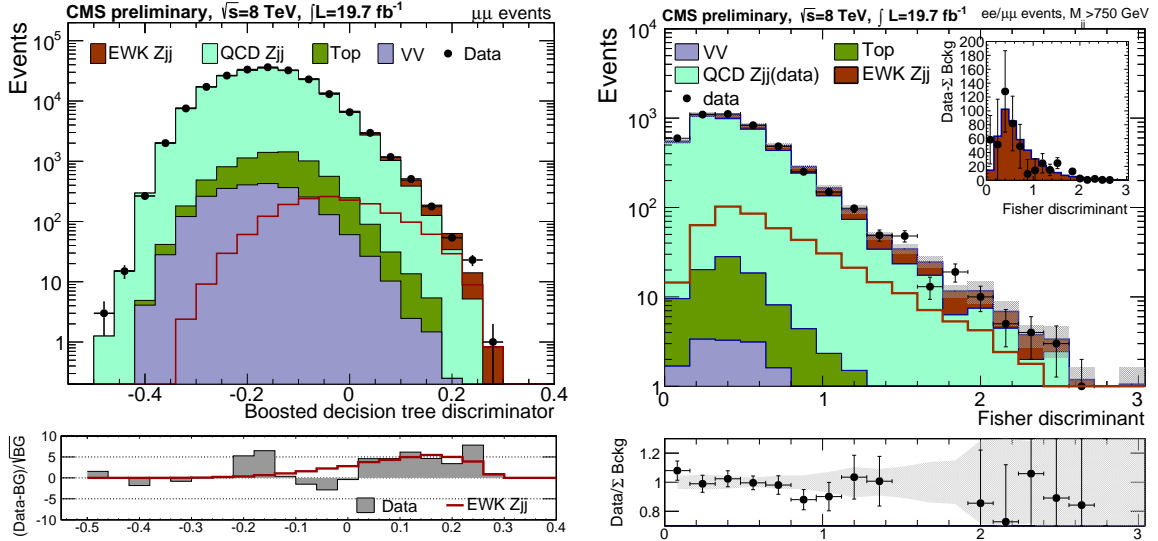 CMS preliminary, √s=8 TeV, ∫L=19.7 fb⁻¹ μμ events
Events
EWK Zjj QCD Zjj Top VV Data
10⁵
10⁴
10³
10²
10
1
-0.4 -0.2 0 0.2 0.4
Boosted decision tree discriminator
(Data-BG)/√BG
10
5
0
-5
-10
Data EWK Zjj
-0.5 -0.4 -0.3 -0.2 -0.1 0 0.1 0.2 0.3 0.4
CMS preliminary, √s=8 TeV, ∫ L=19.7 fb⁻¹ ee/μμ events, M_jj>750 GeV
Events
VV Top
QCD Zjj(data) EWK Zjj
data
10⁵
10⁴
10³
10²
10
1
0 1 2 3
Fisher discriminant
Data-Σ Bckg
200
180
160
140
120
100
80
60
40
20
0
0 1 2 3
Fisher discriminant
Data/Σ Bckg
1.2
1.0
0.8
0 1 2 3